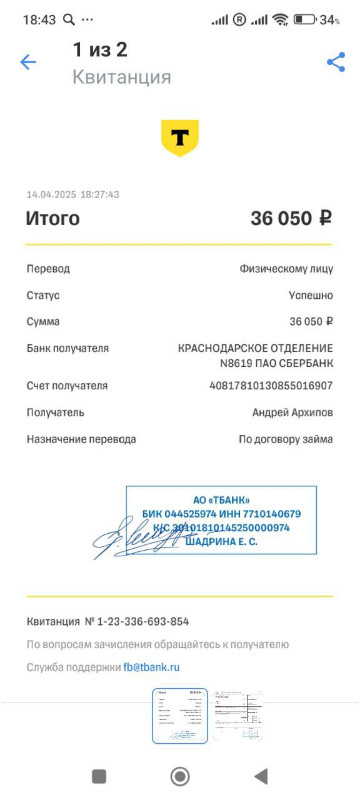 18:43
34%
1 из 2
Квитанция
Т
14.04.2025 18:27:43
Итого 36 050 ₽
Перевод Физическому лицу
Статус Успешно
Сумма 36 050 ₽
Банк получателя КРАСНОДАРСКОЕ ОТДЕЛЕНИЕ
N8619 ПАО СБЕРБАНК
Счет получателя 40817810130855016907
Получатель Андрей Архипов
Назначение перевода По договору займа
АО «ТБАНК»
БИК 044525974 ИНН 7710140679
К/С 30101810145250000974
ШАДРИНА Е. С.
Квитанция № 1-23-336-693-854
По вопросам зачисления обращайтесь к получателю
Служба поддержки fb@tbank.ru